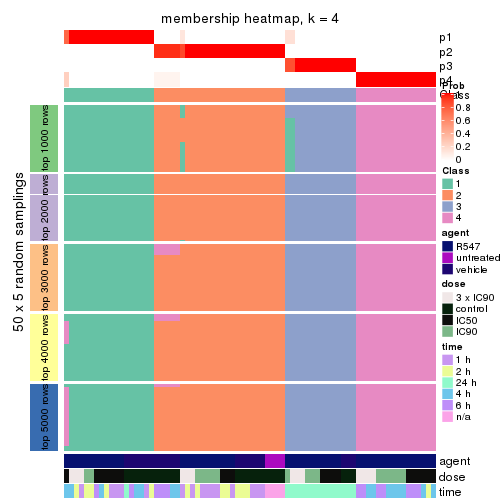 membership heatmap, k = 4
p1
p2
p3
p4
Class
Prob
0.8
0.6
0.4
0.2
0
Class
1
2
3
4
agent
R547
untreated
vehicle
dose
3 x IC90
control
IC50
IC90
time
1 h
2 h
24 h
4 h
6 h
n/a
50 x 5 random samplings
top 1000 rows
top 2000 rows
top 3000 rows
top 4000 rows
top 5000 rows
agent
dose
time